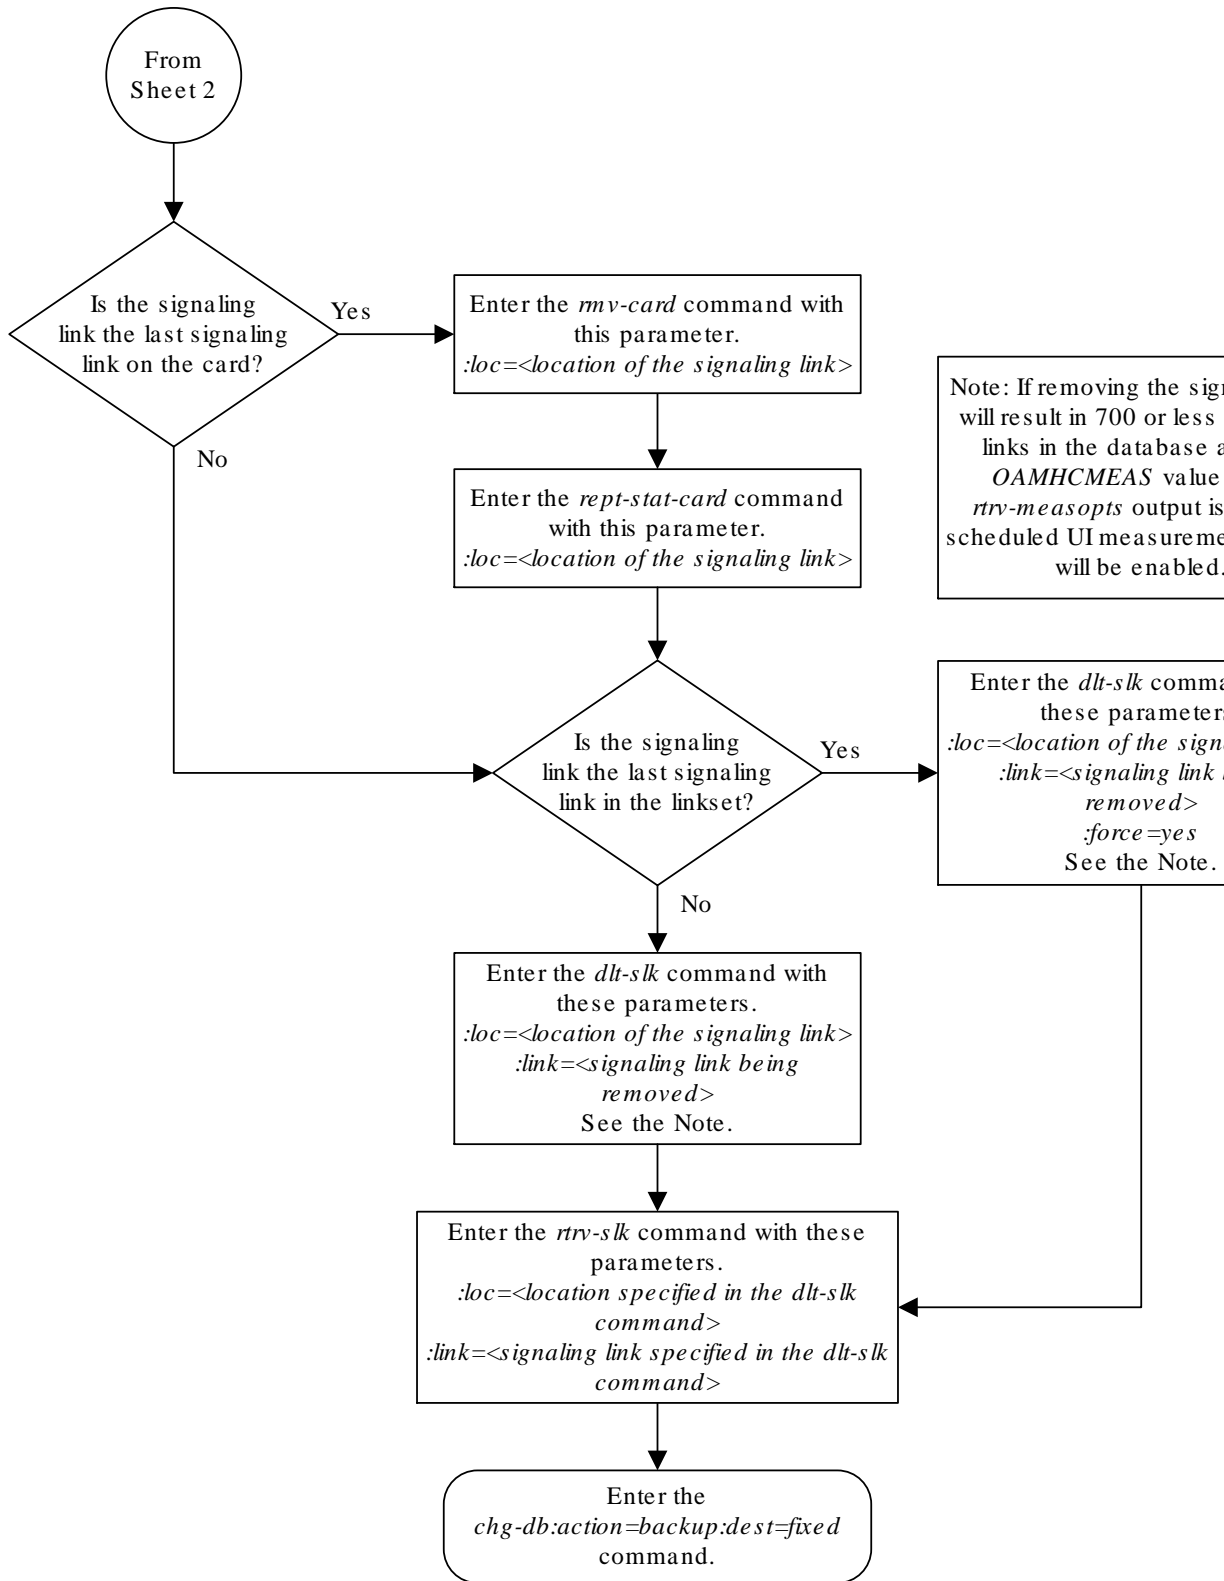 From
Sheet 2
Is the signaling
link the last signaling
link on the card?
Yes
No
Enter the rmv-card command with
this parameter.
:loc=<location of the signaling link>
Enter the rept-stat-card command
with this parameter.
:loc=<location of the signaling link>
Note: If removing the
will result in 700 or less
links in the database
OAMHCMEAS value
rtrv-measopts output is
scheduled UI
will be enabled.
Is the signaling
link the last signaling
link in the linkset?
Yes
No
Enter the dlt-slk
these
:loc=<location of the
:link=<signaling link
removed>
:force=yes
See the Note.
Enter the dlt-slk command with
these parameters.
:loc=<location of the signaling link>
:link=<signaling link being
removed>
See the Note.
Enter the rtrv-slk command with these
parameters.
:loc=<location specified in the dlt-slk
command>
:link=<signaling link specified in the dlt-slk
command>
Enter the
chg-db:action=backup:dest=fixed
command.